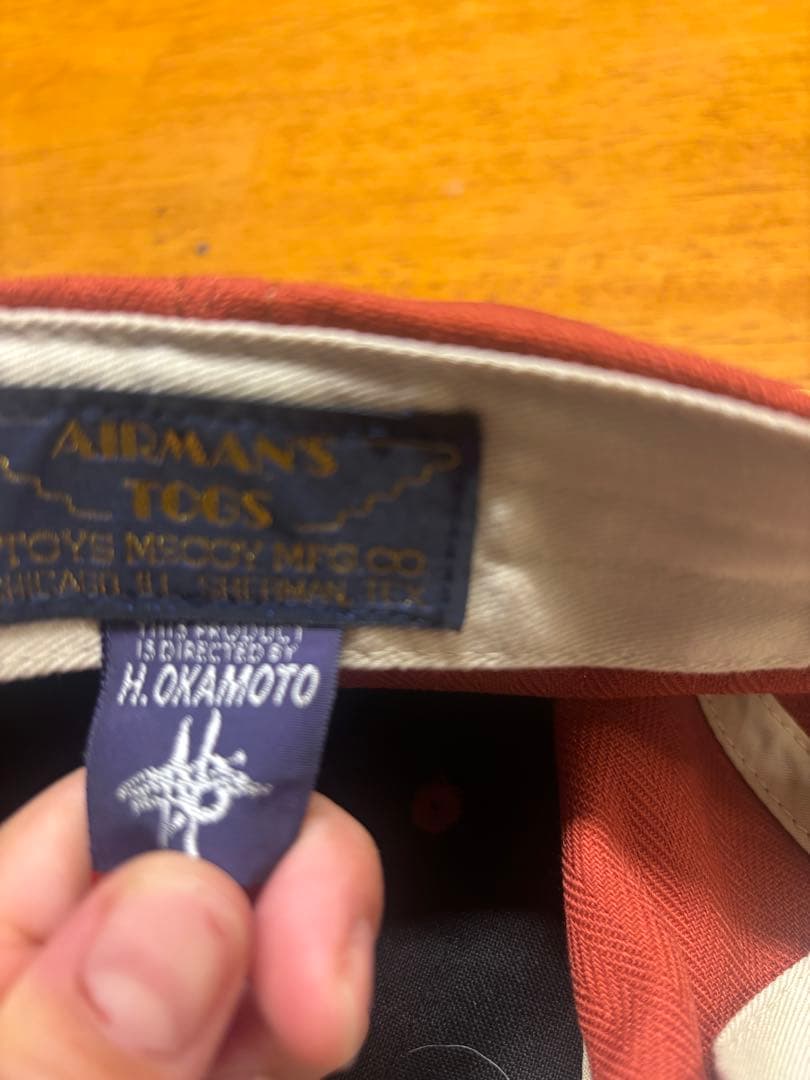 AIRMAN'S
TOGS
TOYS McCOY MFG.CO
CHICAGO, ILL. SHERMAN, TEX.
THIS PRODUCT
IS DIRECTED BY
H.OKAMOTO